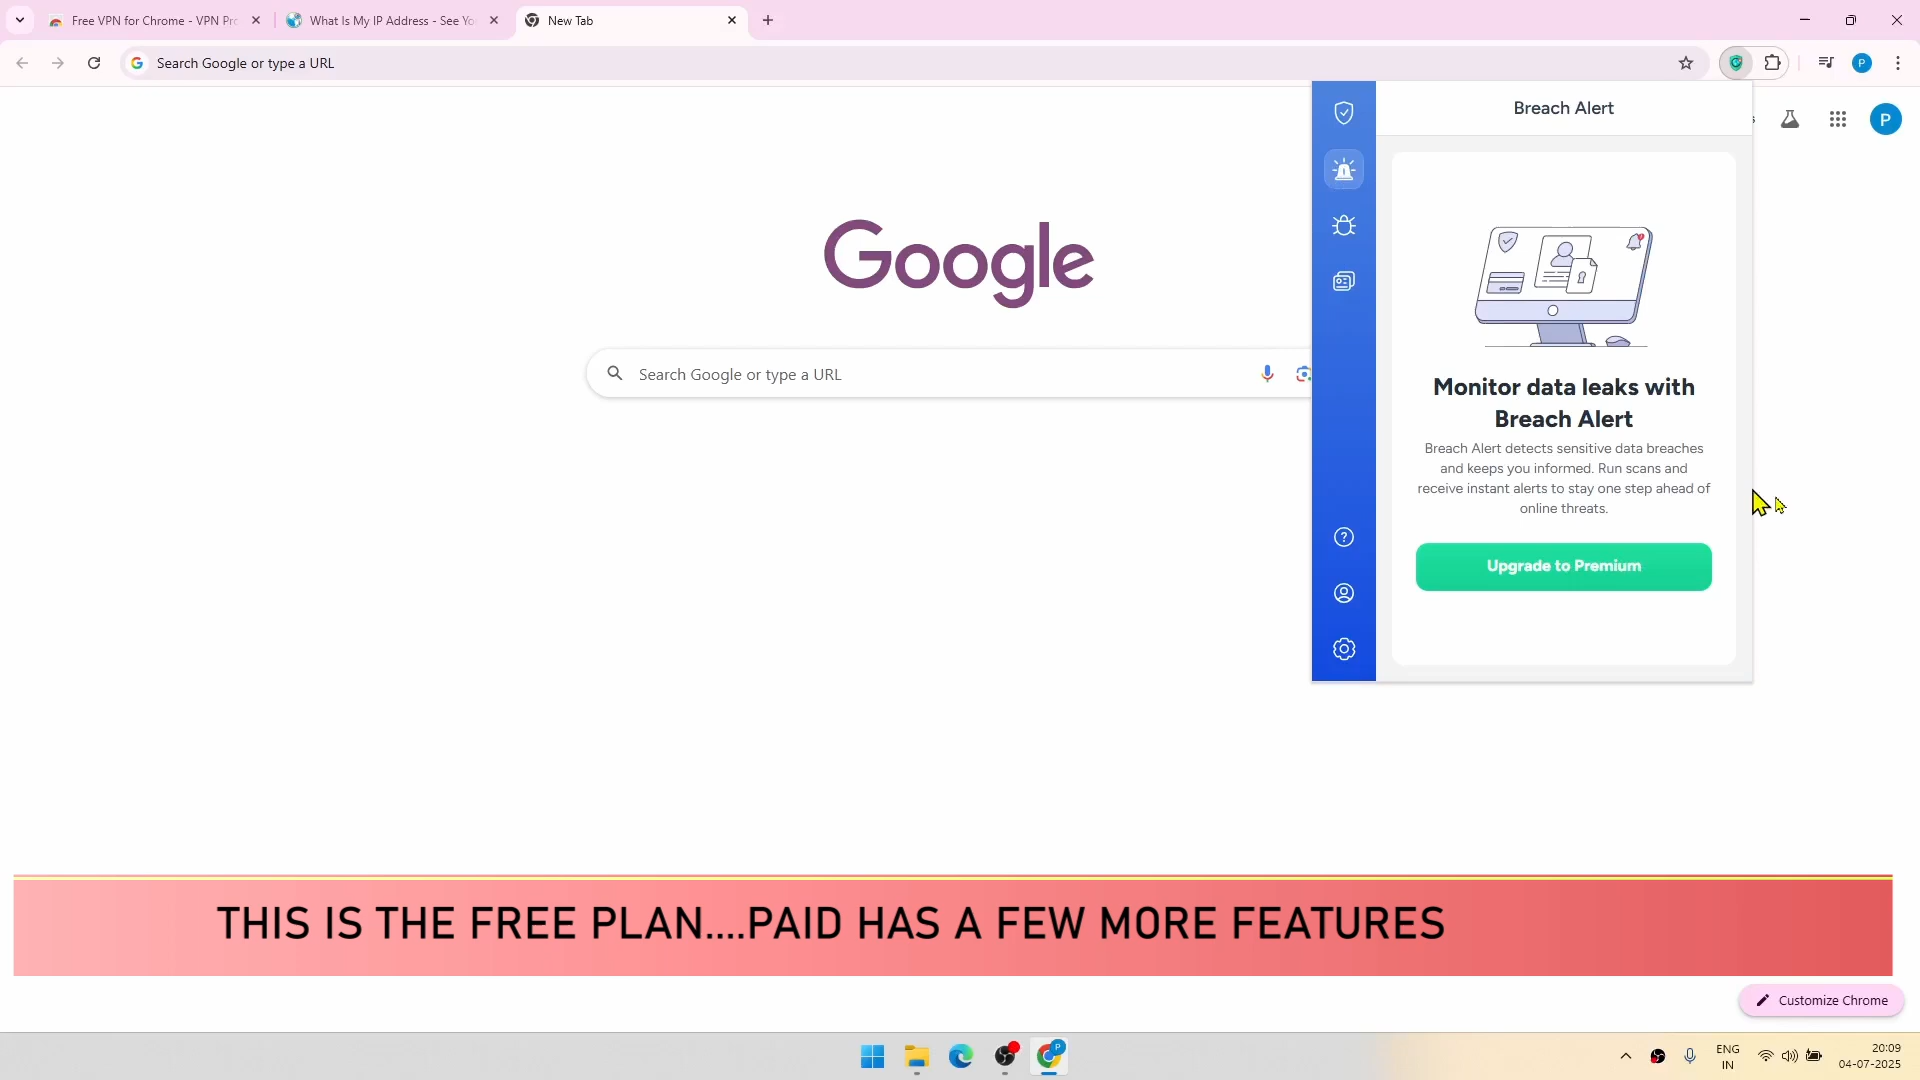 Free VPN for Chrome - VPN Pro
What Is My IP Address - See Yo
New Tab
Search Google or type a URL
P
Breach Alert
P
Google
Search Google or type a URL
Monitor data leaks with
Breach Alert
Breach Alert detects sensitive data breaches
and keeps you informed. Run scans and
receive instant alerts to stay one step ahead of
online threats.
Upgrade to Premium
THIS IS THE FREE PLAN....PAID HAS A FEW MORE FEATURES
Customize Chrome
P
ENG
IN
20:09
04-07-2025